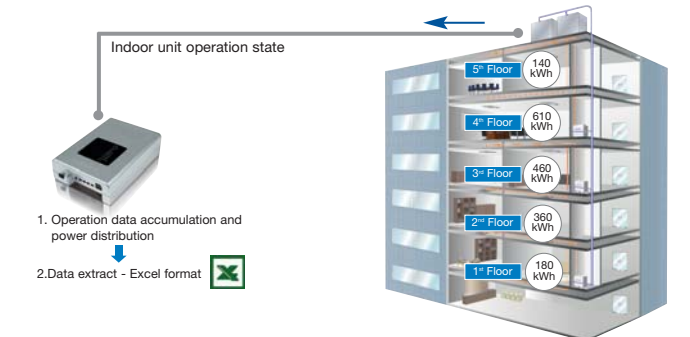 Indoor unit operation state
5th Floor
140
kWh
4th Floor
610
kWh
3rd Floor
460
kWh
2nd Floor
360
kWh
1st Floor
180
kWh
1. Operation data accumulation and
power distribution
2.Data extract - Excel format